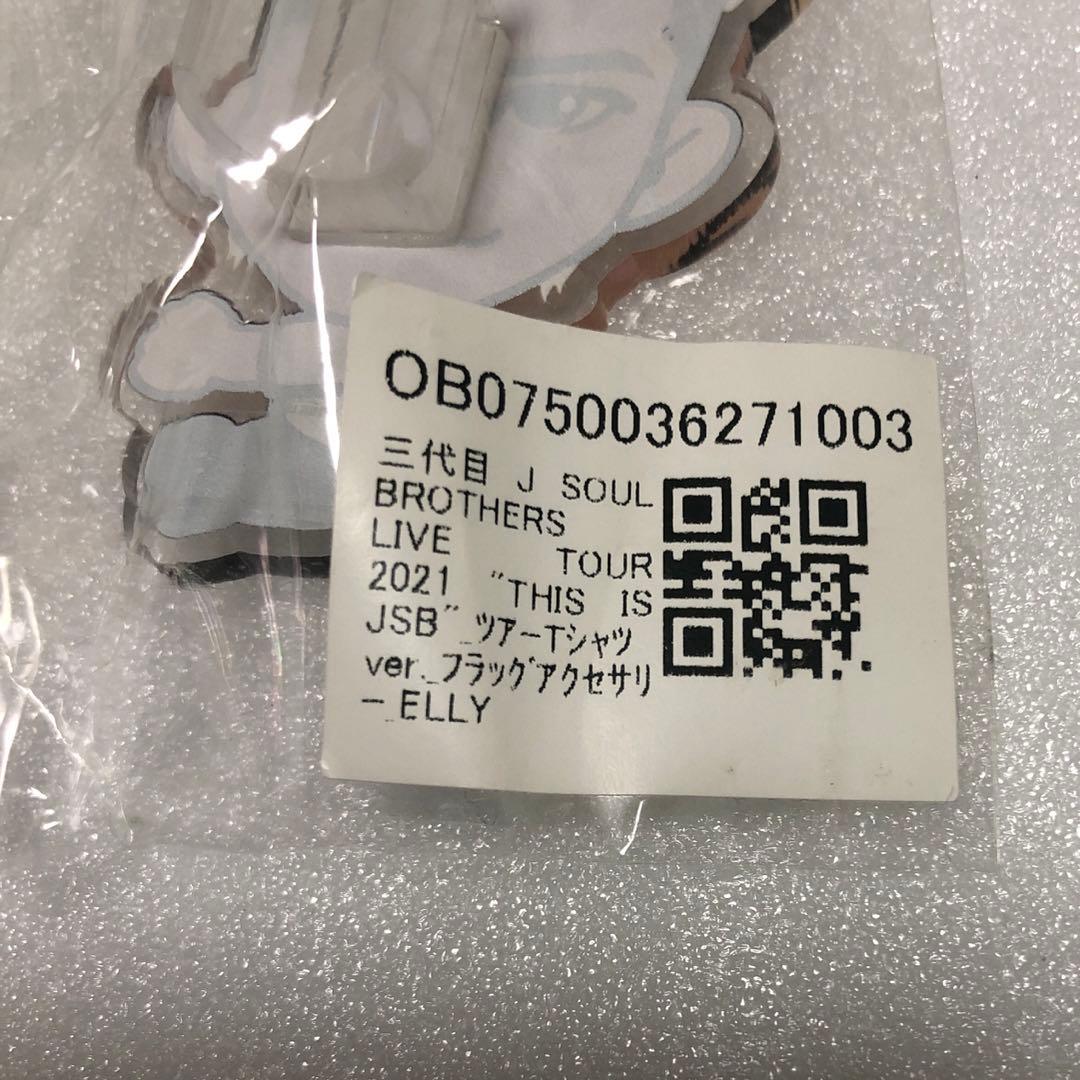 OB0750036271003
三代目 J SOUL
BROTHERS
LIVE TOUR
2021 "THIS IS
JSB"_ツアーTシャツ
ver._フラッグアクセサリ
ー_ELLY